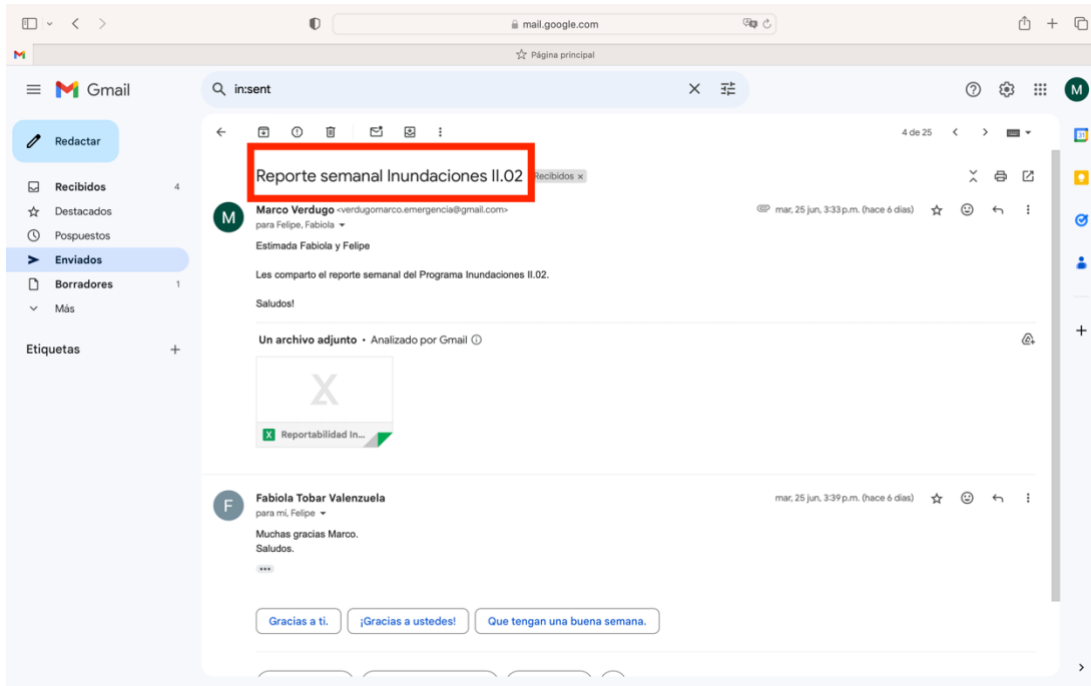 mail.google.com
Página principal
Gmail
in:sent
M
Redactar
4 de 25
Reporte semanal Inundaciones II.02
Recibidos ×
Recibidos 4
Destacados
Pospuestos
Enviados
Borradores 1
Más
Etiquetas
M
Marco Verdugo <verdugomarco.emergencia@gmail.com>
mar, 25 jun, 3:33 p.m. (hace 6 días)
para Felipe, Fabiola
Estimada Fabiola y Felipe
Les comparto el reporte semanal del Programa Inundaciones II.02.
Saludos!
Un archivo adjunto • Analizado por Gmail
X
X Reportabilidad In...
F
Fabiola Tobar Valenzuela
mar, 25 jun, 3:39 p.m. (hace 6 días)
para mí, Felipe
Muchas gracias Marco.
Saludos.
Gracias a ti.
¡Gracias a ustedes!
Que tengan una buena semana.
31